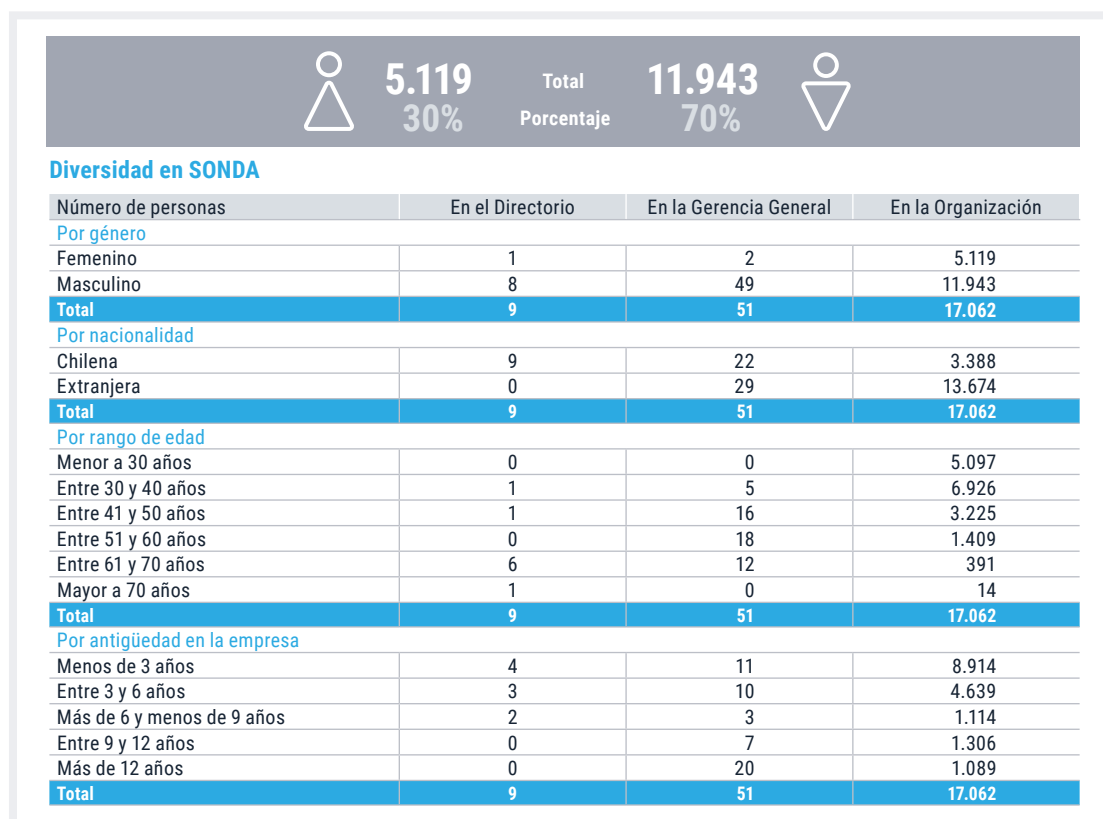 5.119 Total 11.943
30% Porcentaje 70%
Diversidad en SONDA
Número de personas En el Directorio En la Gerencia General En la Organización
Por género
Femenino 1 2 5.119
Masculino 8 49 11.943
Total 9 51 17.062
Por nacionalidad
Chilena 9 22 3.388
Extranjera 0 29 13.674
Total 9 51 17.062
Por rango de edad
Menor a 30 años 0 0 5.097
Entre 30 y 40 años 1 5 6.926
Entre 41 y 50 años 1 16 3.225
Entre 51 y 60 años 0 18 1.409
Entre 61 y 70 años 6 12 391
Mayor a 70 años 1 0 14
Total 9 51 17.062
Por antigüedad en la empresa
Menos de 3 años 4 11 8.914
Entre 3 y 6 años 3 10 4.639
Más de 6 y menos de 9 años 2 3 1.114
Entre 9 y 12 años 0 7 1.306
Más de 12 años 0 20 1.089
Total 9 51 17.062